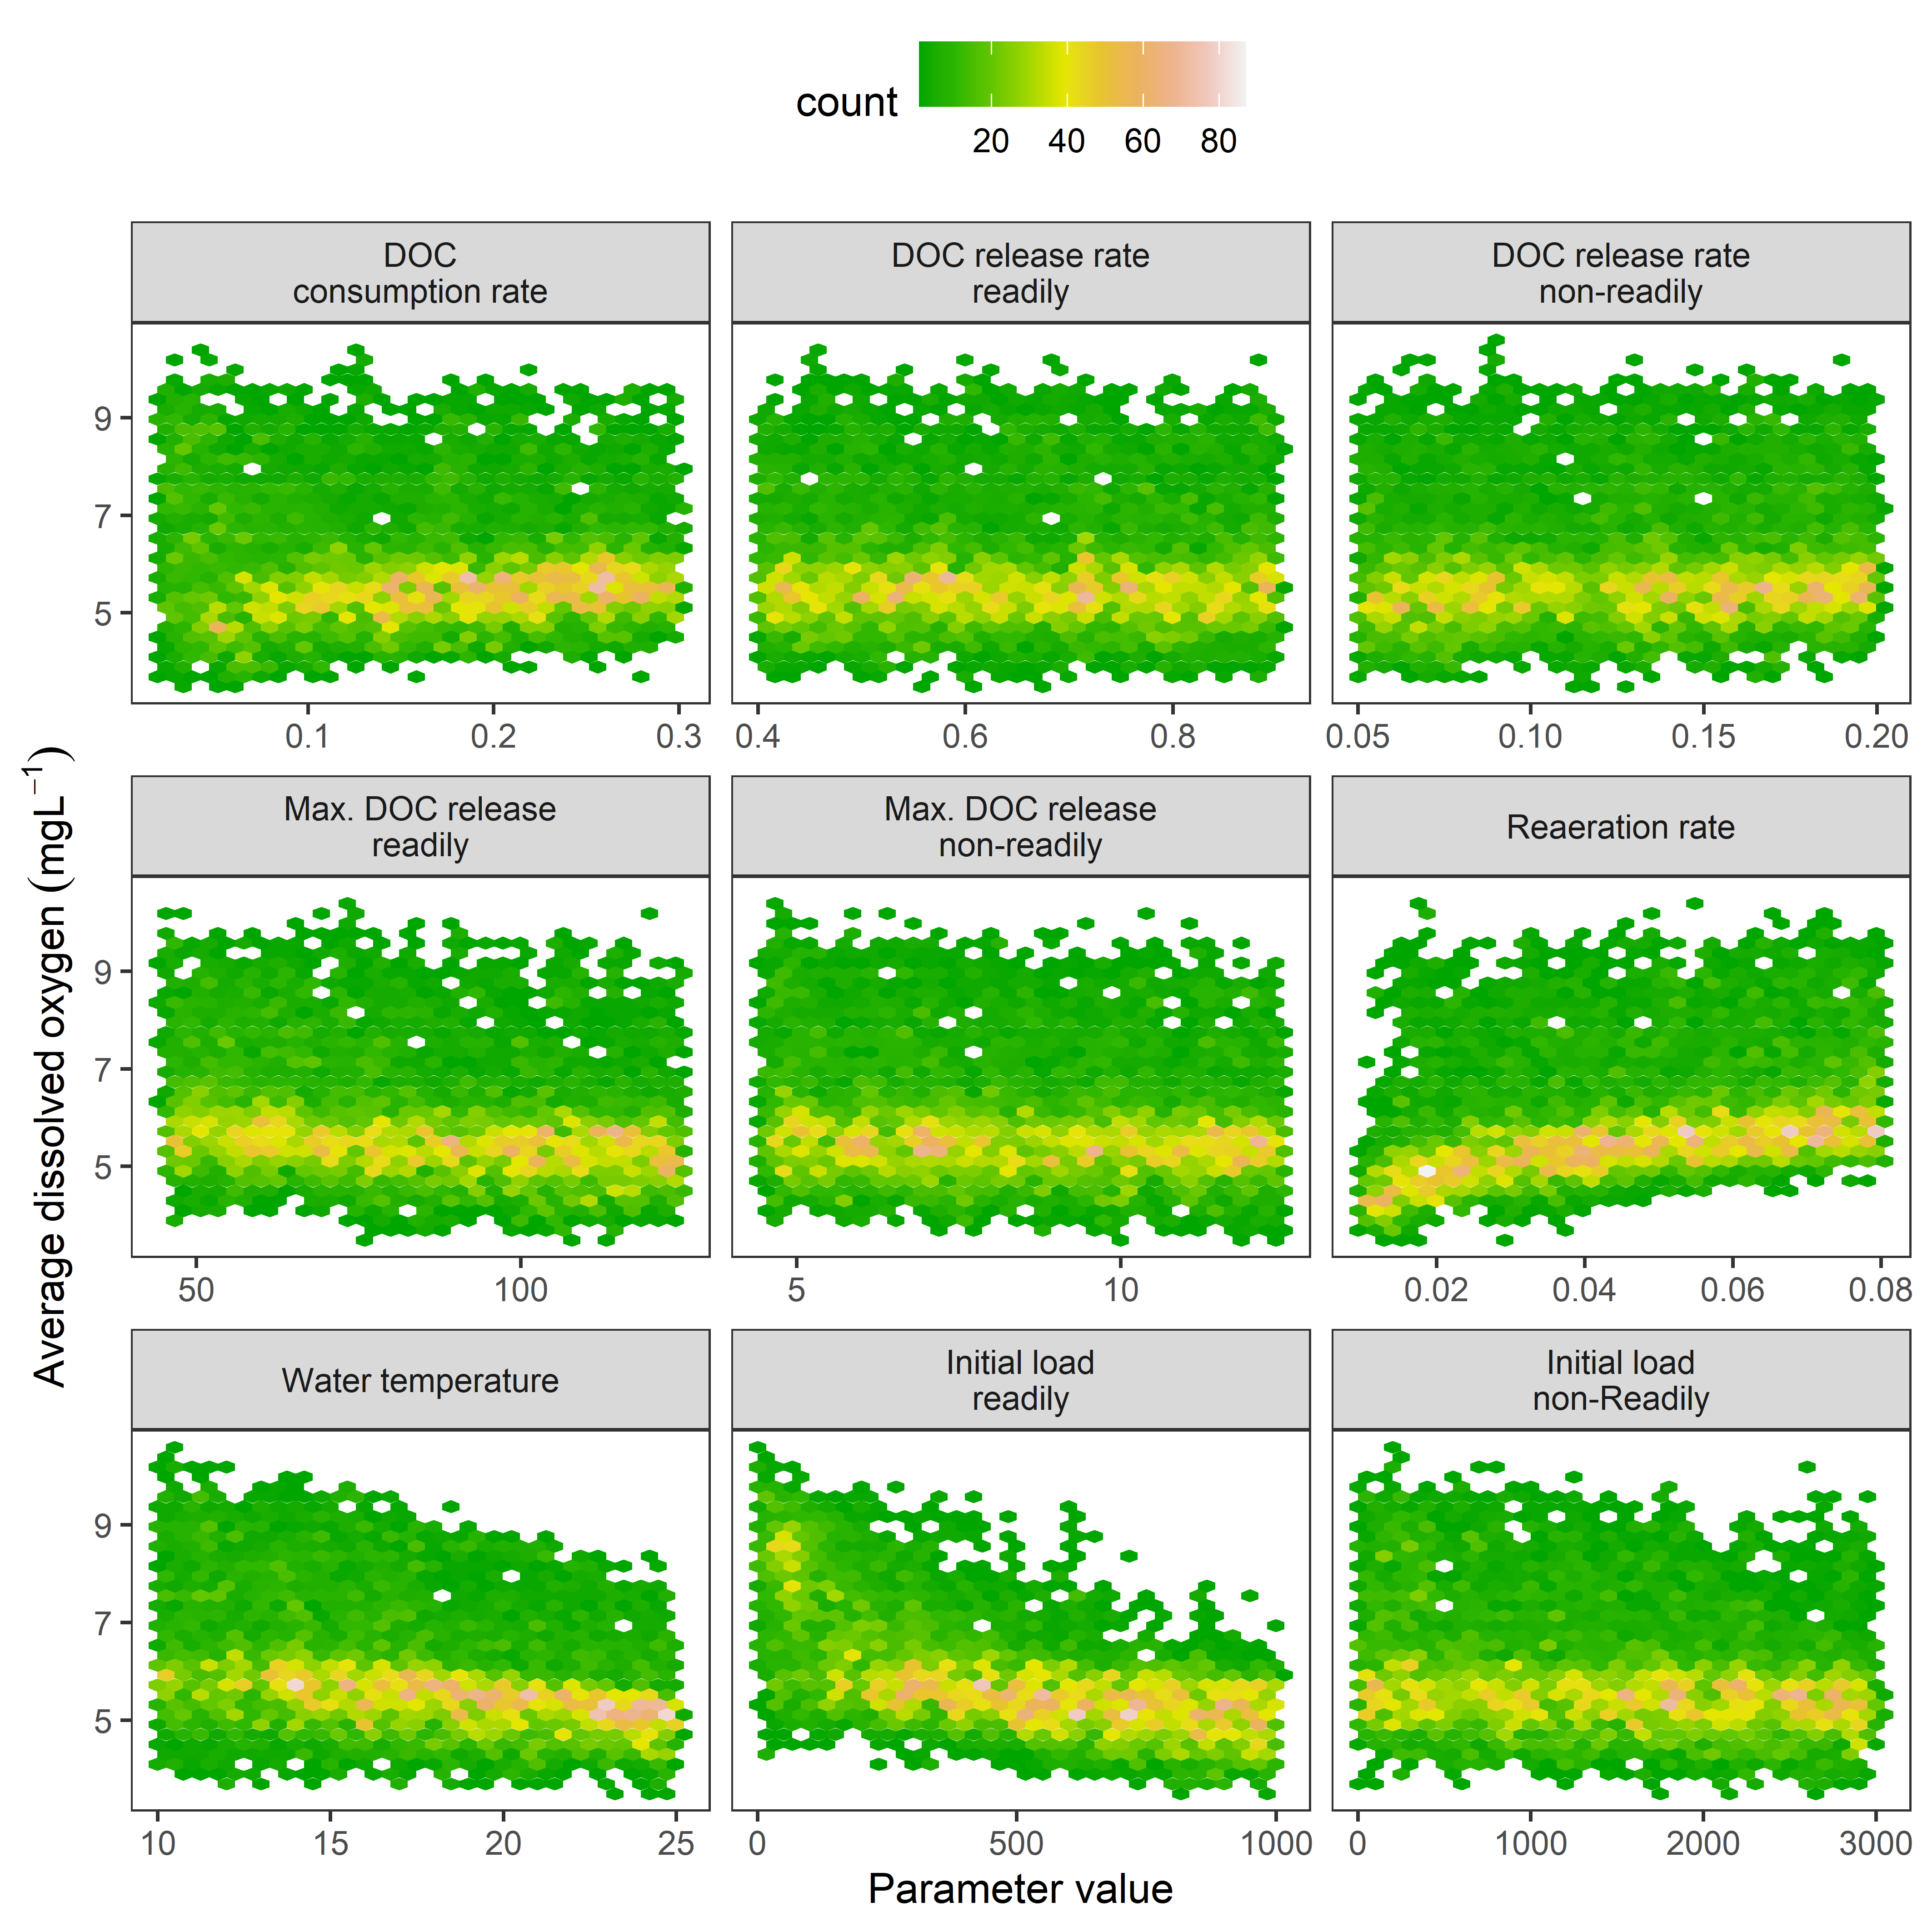 count
20 40 60 80
DOC
consumption rate
DOC release rate
readily
DOC release rate
non-readily
9
7
5
0.1 0.2 0.3
0.4 0.6 0.8
0.05 0.10 0.15 0.20
Max. DOC release
readily
Max. DOC release
non-readily
Reaeration rate
9
7
5
50 100
5 10
0.02 0.04 0.06 0.08
Water temperature
Initial load
readily
Initial load
non-Readily
9
7
5
10 15 20 25
0 500 1000
0 1000 2000 3000
Average dissolved oxygen (mgL⁻¹)
Parameter value